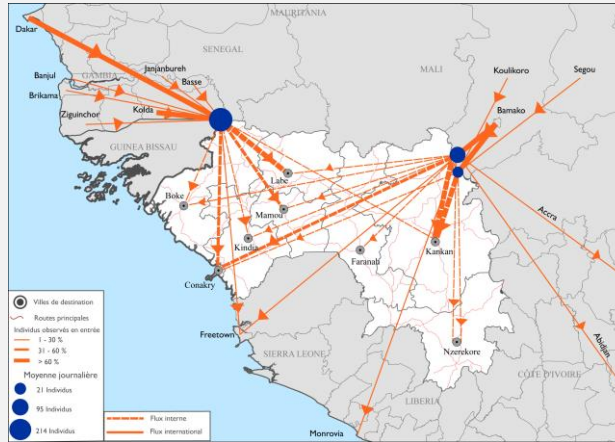 MAURITANIA
Dakar
SENEGAL
MALI
Banjul
GAMBIA
Janjanbureh
Basse
Koulikoro
Segou
Brikama
Kolda
Bamako
Ziguinchor
GUINEA BISSAU
Labe
Boke
Mamou
Accra
Kindia
Faranah
Kankan
Conakry
Freetown
Abidjan
SIERRA LEONE
Nzerekore
CÔTE D'IVOIRE
LIBERIA
Monrovia
Villes de destination
Routes principales
Individus observés en entrée
1 - 30 %
31 - 60 %
> 60 %
Moyenne journalière
21 Individus
95 Individus
214 Individus
Flux interne
Flux international